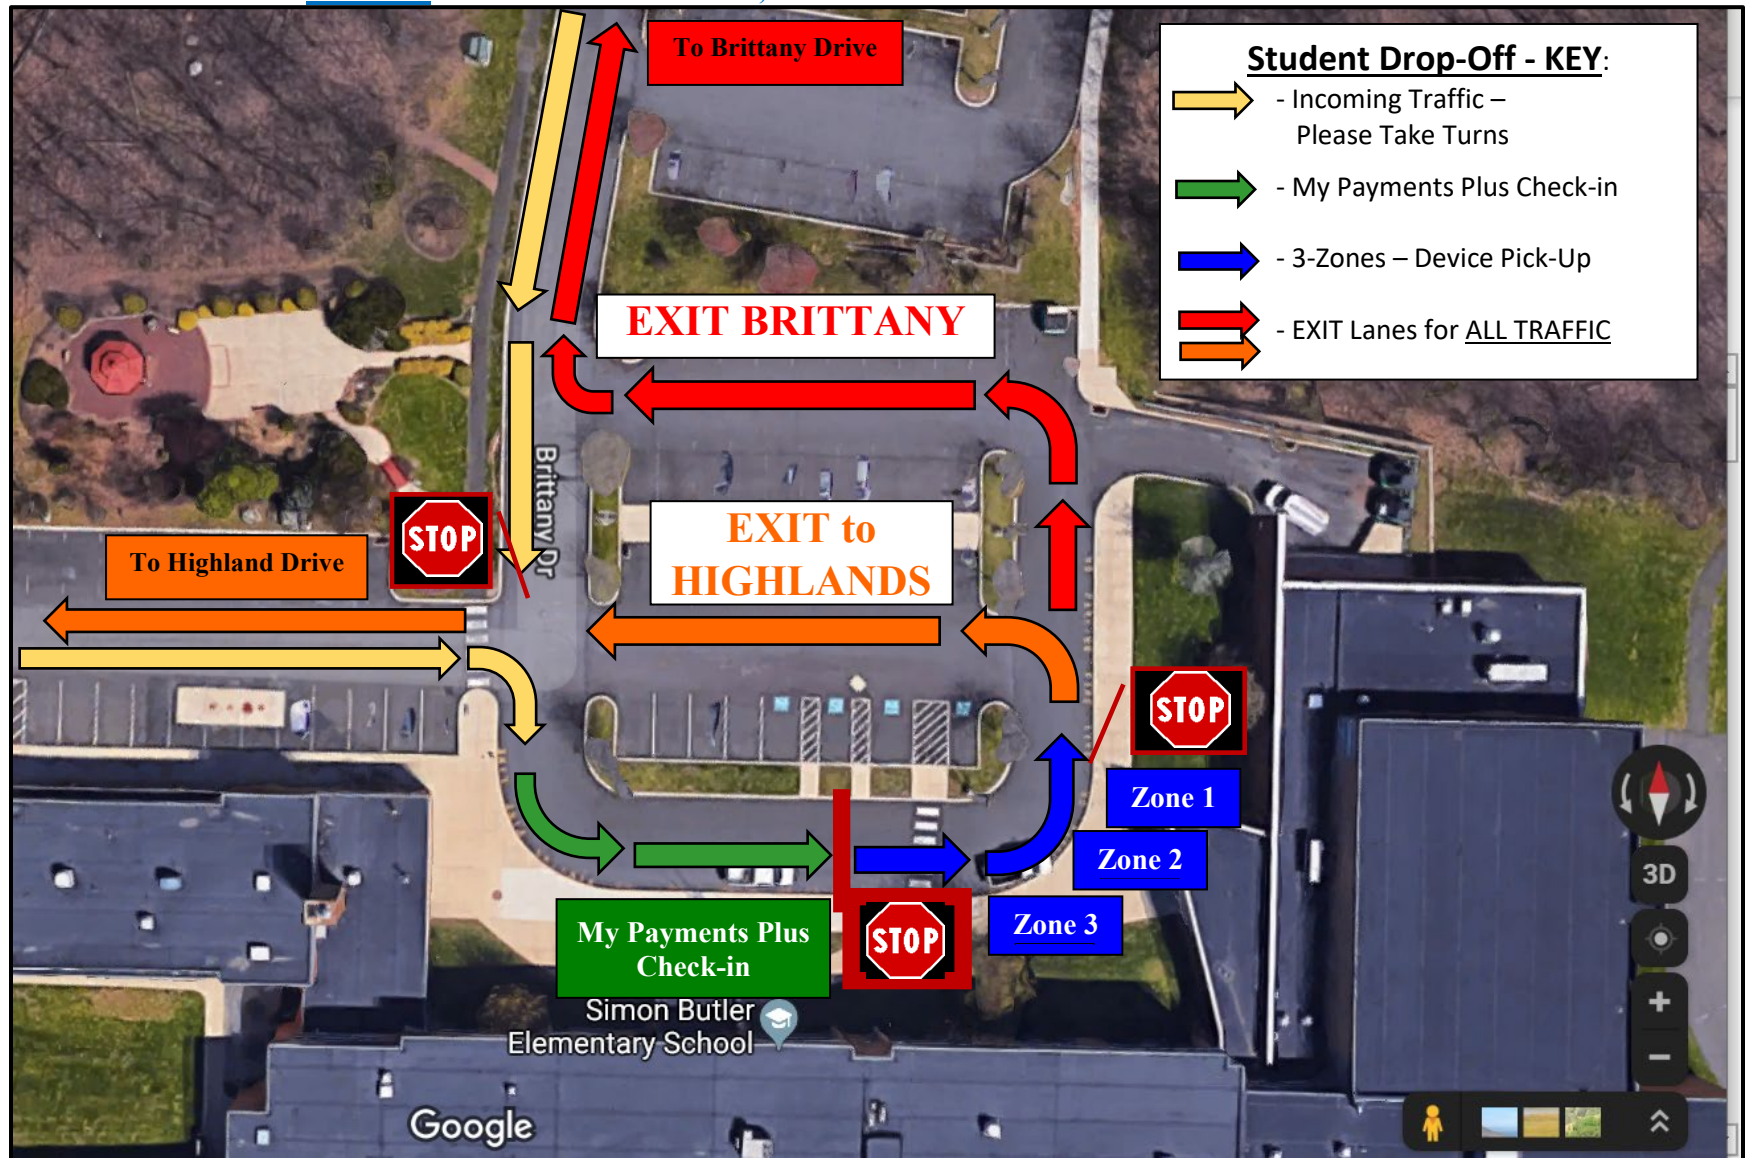 To Brittany Drive
Student Drop-Off - KEY:
- Incoming Traffic –
Please Take Turns
- My Payments Plus Check-in
- 3-Zones – Device Pick-Up
- EXIT Lanes for ALL TRAFFIC
EXIT BRITTANY
Brittany Dr
STOP
EXIT to
HIGHLANDS
To Highland Drive
STOP
Zone 1
Zone 2
Zone 3
My Payments Plus
Check-in
STOP
Simon Butler
Elementary School
Google
3D